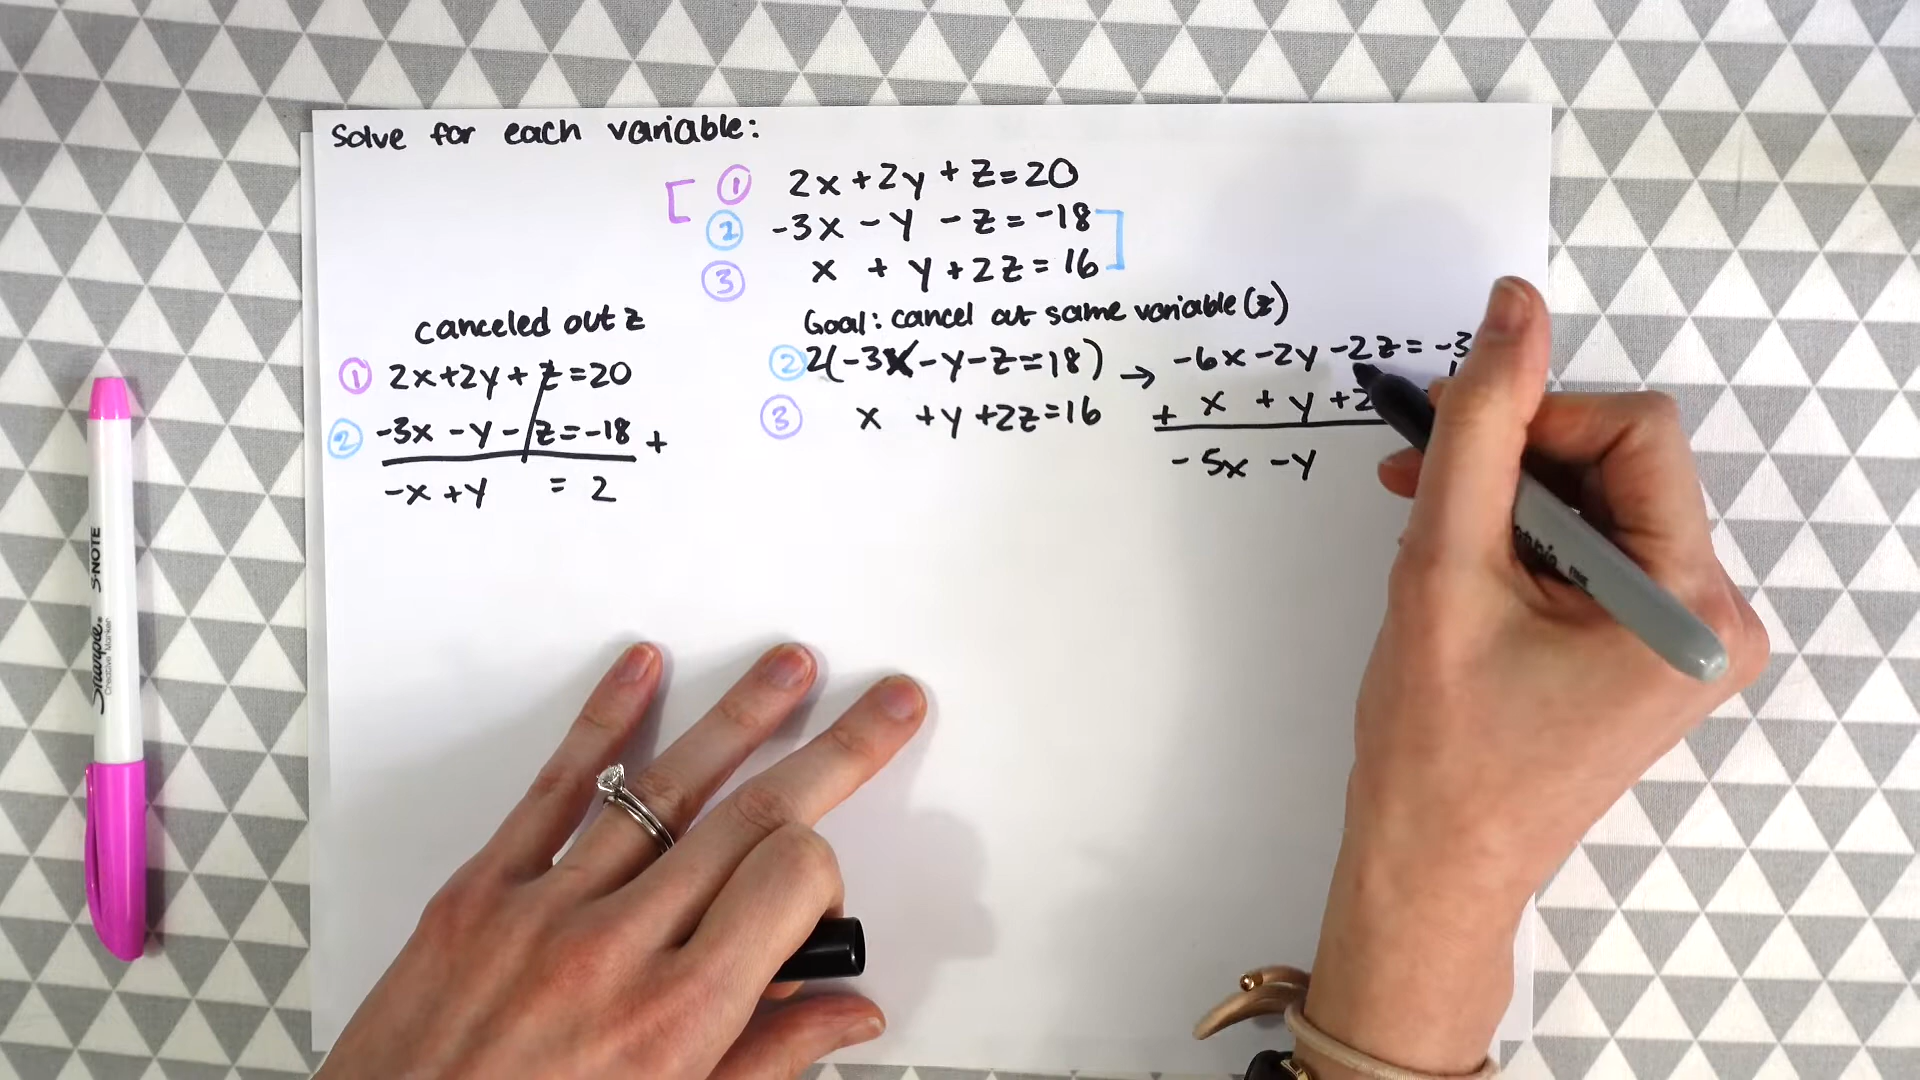 Solve for each variable:
① 2x+2y+z=20
② -3x-y-z=-18
③ x+y+2z=16
canceled out z
① 2x+2y+z=20
② -3x-y-z=-18 +
-x+y = 2
Goal: cancel out same variable (z)
② 2(-3x-y-z=18) → -6x-2y-2z=-3
③ x+y+2z=16
+ x+y+2
-5x-y
Sharpie. S·NOTE
Creative Marker